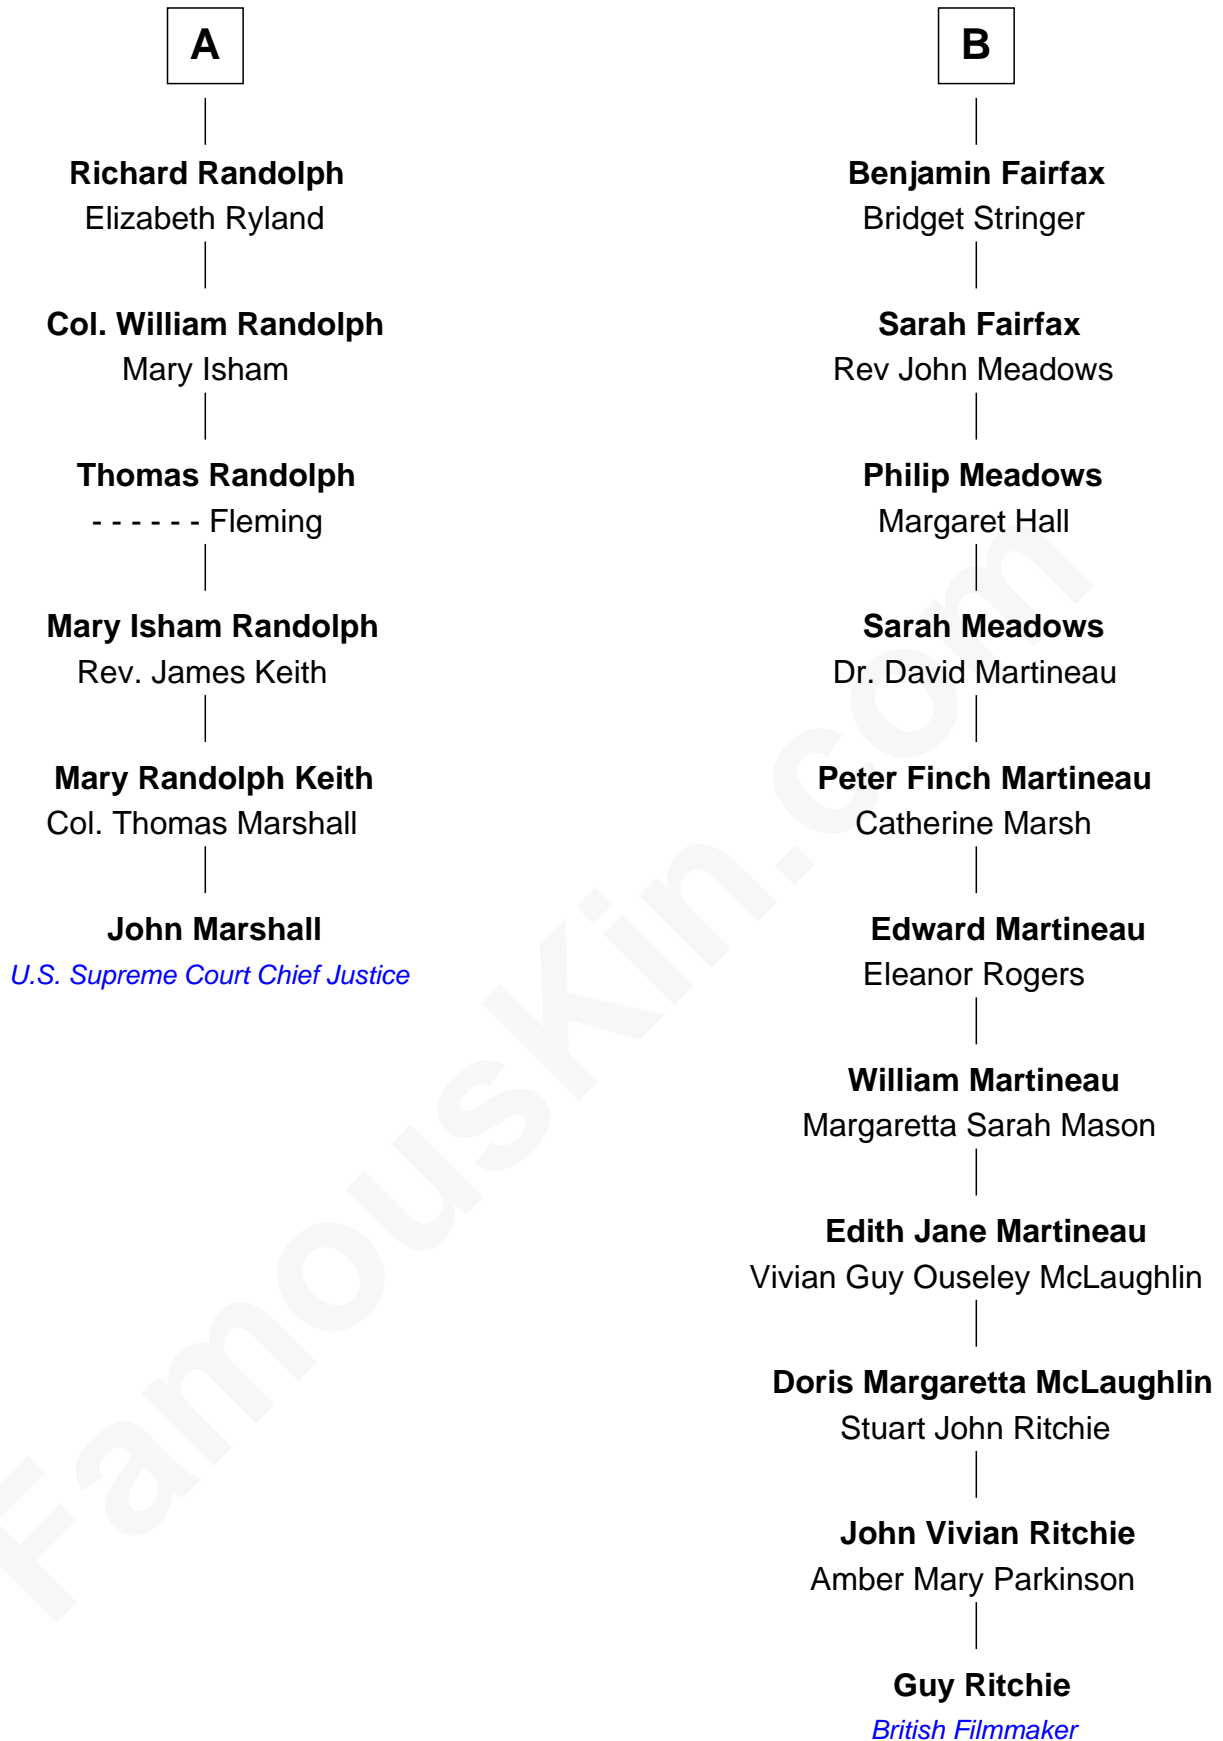 A
Richard Randolph
Elizabeth Ryland
Col. William Randolph
Mary Isham
Thomas Randolph
- - - - - - Fleming
Mary Isham Randolph
Rev. James Keith
Mary Randolph Keith
Col. Thomas Marshall
John Marshall
U.S. Supreme Court Chief Justice
B
Benjamin Fairfax
Bridget Stringer
Sarah Fairfax
Rev John Meadows
Philip Meadows
Margaret Hall
Sarah Meadows
Dr. David Martineau
Peter Finch Martineau
Catherine Marsh
Edward Martineau
Eleanor Rogers
William Martineau
Margaretta Sarah Mason
Edith Jane Martineau
Vivian Guy Ouseley McLaughlin
Doris Margaretta McLaughlin
Stuart John Ritchie
John Vivian Ritchie
Amber Mary Parkinson
Guy Ritchie
British Filmmaker
FamousKin.com